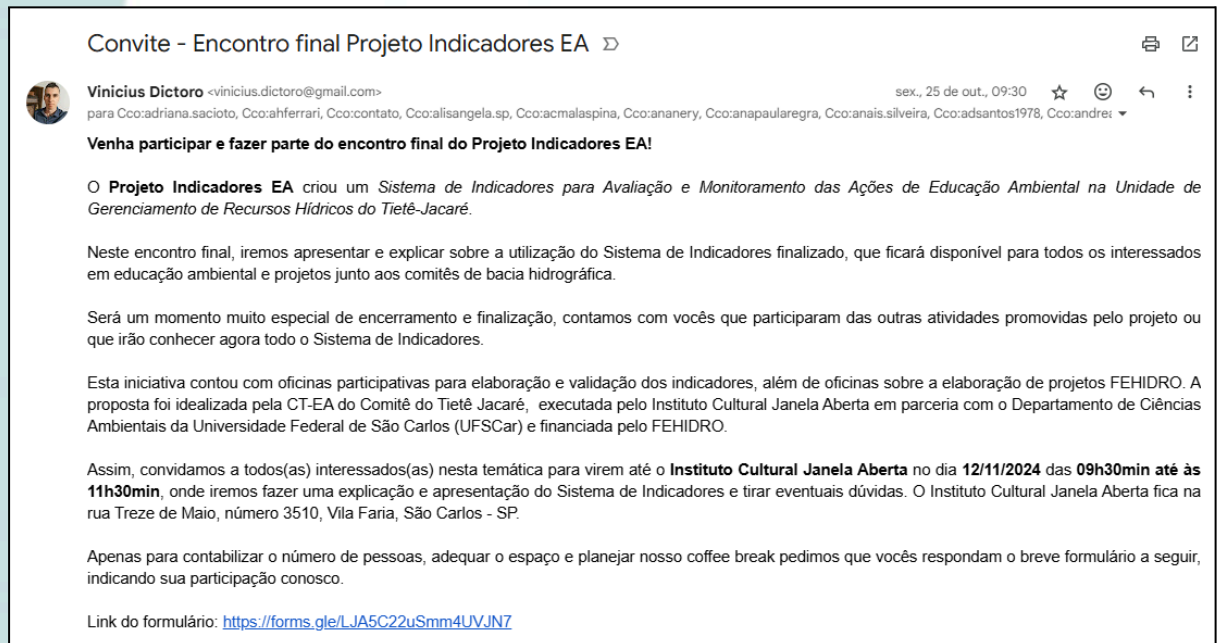 Convite - Encontro final Projeto Indicadores EA
Vinicius Dictoro <vinicius.dictoro@gmail.com>
sex., 25 de out., 09:30
para Cco:adriana.sacioto, Cco:ahferrari, Cco:contato, Cco:alisangela.sp, Cco:acmalaspina, Cco:ananery, Cco:anapaularegra, Cco:anais.silveira, Cco:adsantos1978, Cco:andre
Venha participar e fazer parte do encontro final do Projeto Indicadores EA!
O Projeto Indicadores EA criou um Sistema de Indicadores para Avaliação e Monitoramento das Ações de Educação Ambiental na Unidade de
Gerenciamento de Recursos Hídricos do Tietê-Jacaré.
Neste encontro final, iremos apresentar e explicar sobre a utilização do Sistema de Indicadores finalizado, que ficará disponível para todos os interessados
em educação ambiental e projetos junto aos comitês de bacia hidrográfica.
Será um momento muito especial de encerramento e finalização, contamos com vocês que participaram das outras atividades promovidas pelo projeto ou
que irão conhecer agora todo o Sistema de Indicadores.
Esta iniciativa contou com oficinas participativas para elaboração e validação dos indicadores, além de oficinas sobre a elaboração de projetos FEHIDRO. A
proposta foi idealizada pela CT-EA do Comitê do Tietê Jacaré, executada pelo Instituto Cultural Janela Aberta em parceria com o Departamento de Ciências
Ambientais da Universidade Federal de São Carlos (UFSCar) e financiada pelo FEHIDRO.
Assim, convidamos a todos(as) interessados(as) nesta temática para virem até o Instituto Cultural Janela Aberta no dia 12/11/2024 das 09h30min até às
11h30min, onde iremos fazer uma explicação e apresentação do Sistema de Indicadores e tirar eventuais dúvidas. O Instituto Cultural Janela Aberta fica na
rua Treze de Maio, número 3510, Vila Faria, São Carlos - SP.
Apenas para contabilizar o número de pessoas, adequar o espaço e planejar nosso coffee break pedimos que vocês respondam o breve formulário a seguir,
indicando sua participação conosco.
Link do formulário: https://forms.gle/LJA5C22uSmm4UVJN7